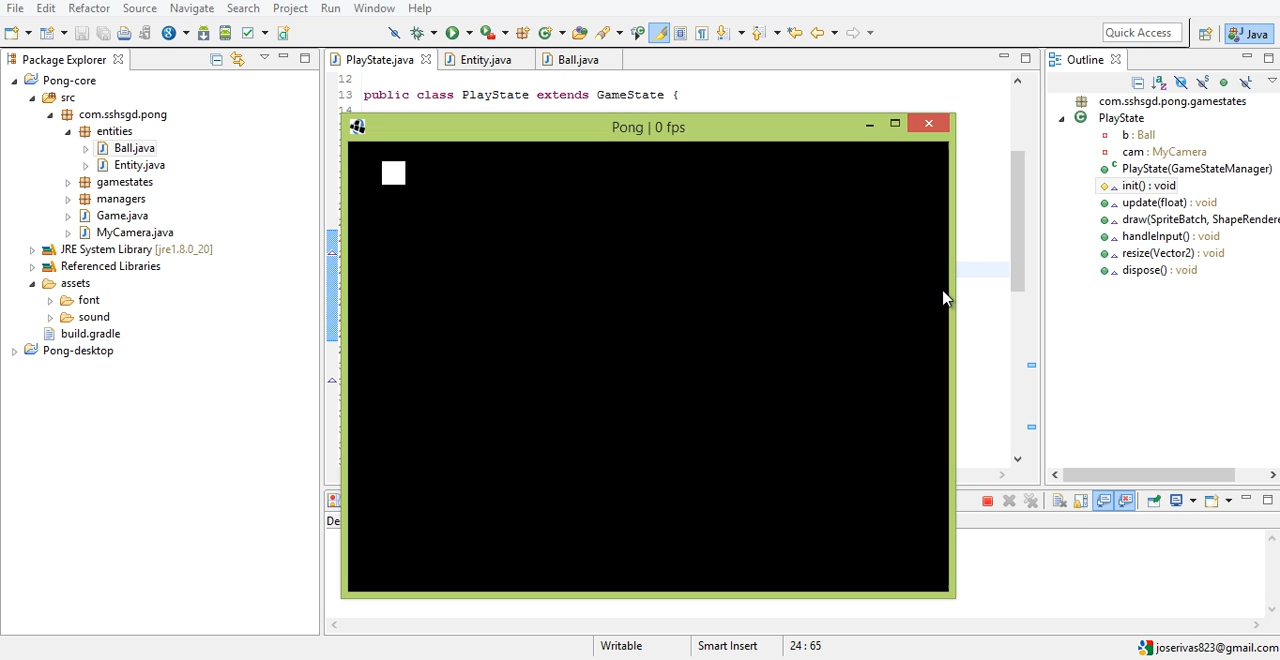 File Edit Refactor Source Navigate Search Project Run Window Help
Quick Access
Java
Package Explorer
PlayState.java
Entity.java
Ball.java
Outline
Pong-core
src
com.sshsgd.pong
entities
Ball.java
Entity.java
gamestates
managers
Game.java
MyCamera.java
JRE System Library [jre1.8.0_20]
Referenced Libraries
assets
font
sound
build.gradle
Pong-desktop
12
13 public class PlayState extends GameState {
14
Pong | 0 fps
com.sshsgd.pong.gamestates
PlayState
b : Ball
cam : MyCamera
PlayState(GameStateManager)
init() : void
update(float) : void
draw(SpriteBatch, ShapeRendere
handleInput() : void
resize(Vector2) : void
dispose() : void
De
Writable
Smart Insert
24 : 65
joserivas823@gmail.com